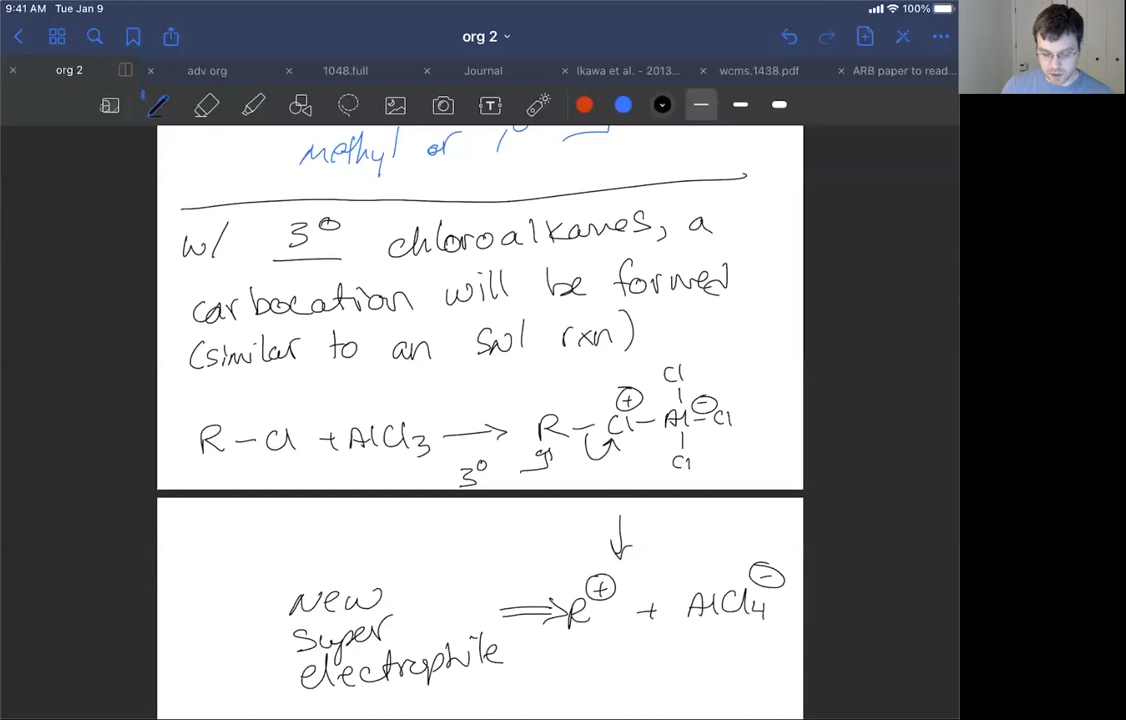 9:41 AM Tue Jan 9
100%
org 2
org 2
adv org
1048.full
Journal
Ikawa et al. - 2013...
wcms.1438.pdf
ARB paper to read...
T
methyl or 1°
w/ 3° chloroalkanes, a
carbocation will be formed
(similar to an SN1 rxn)
Cl
R-Cl + AlCl3 → R-Cl⊕-Al⊖-Cl
3°
3°
Cl
↓
New
super
electrophile
⇒ R⊕ + AlCl4⊖